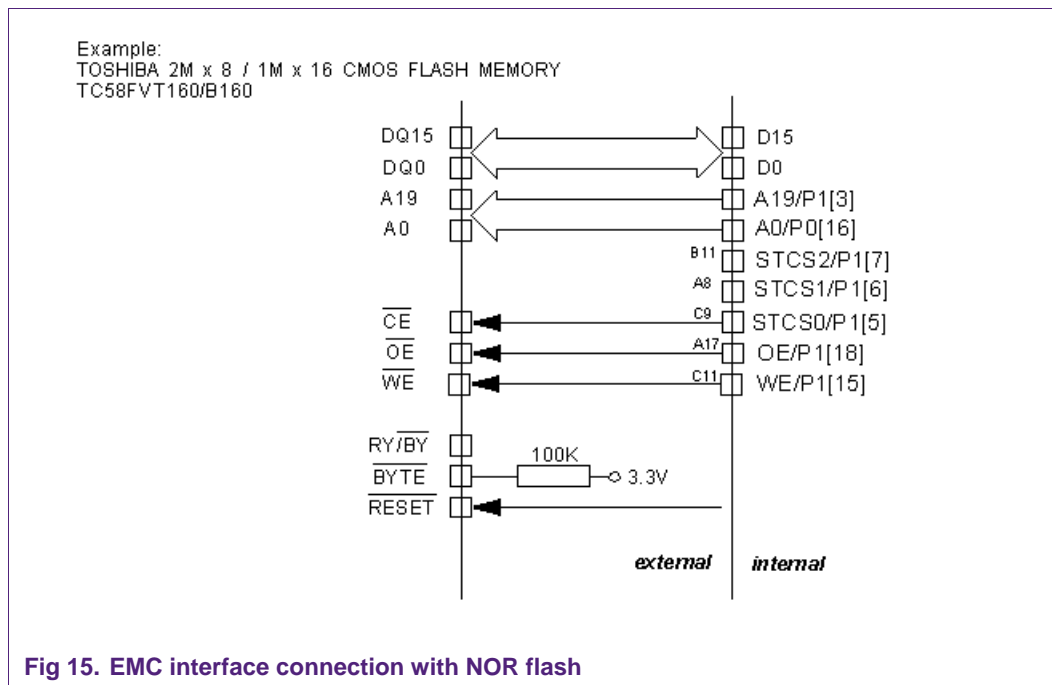 Example:
TOSHIBA 2M x 8 / 1M x 16 CMOS FLASH MEMORY
TC58FVT160/B160
DQ15 D15
DQ0 D0
A19 A19/P1[3]
A0 A0/P0[16]
B11 STCS2/P1[7]
A8 STCS1/P1[6]
CE C9 STCS0/P1[5]
OE A17 OE/P1[18]
WE C11 WE/P1[15]
RY/BY
100K
BYTE 3.3V
RESET
external internal
Fig 15. EMC interface connection with NOR flash